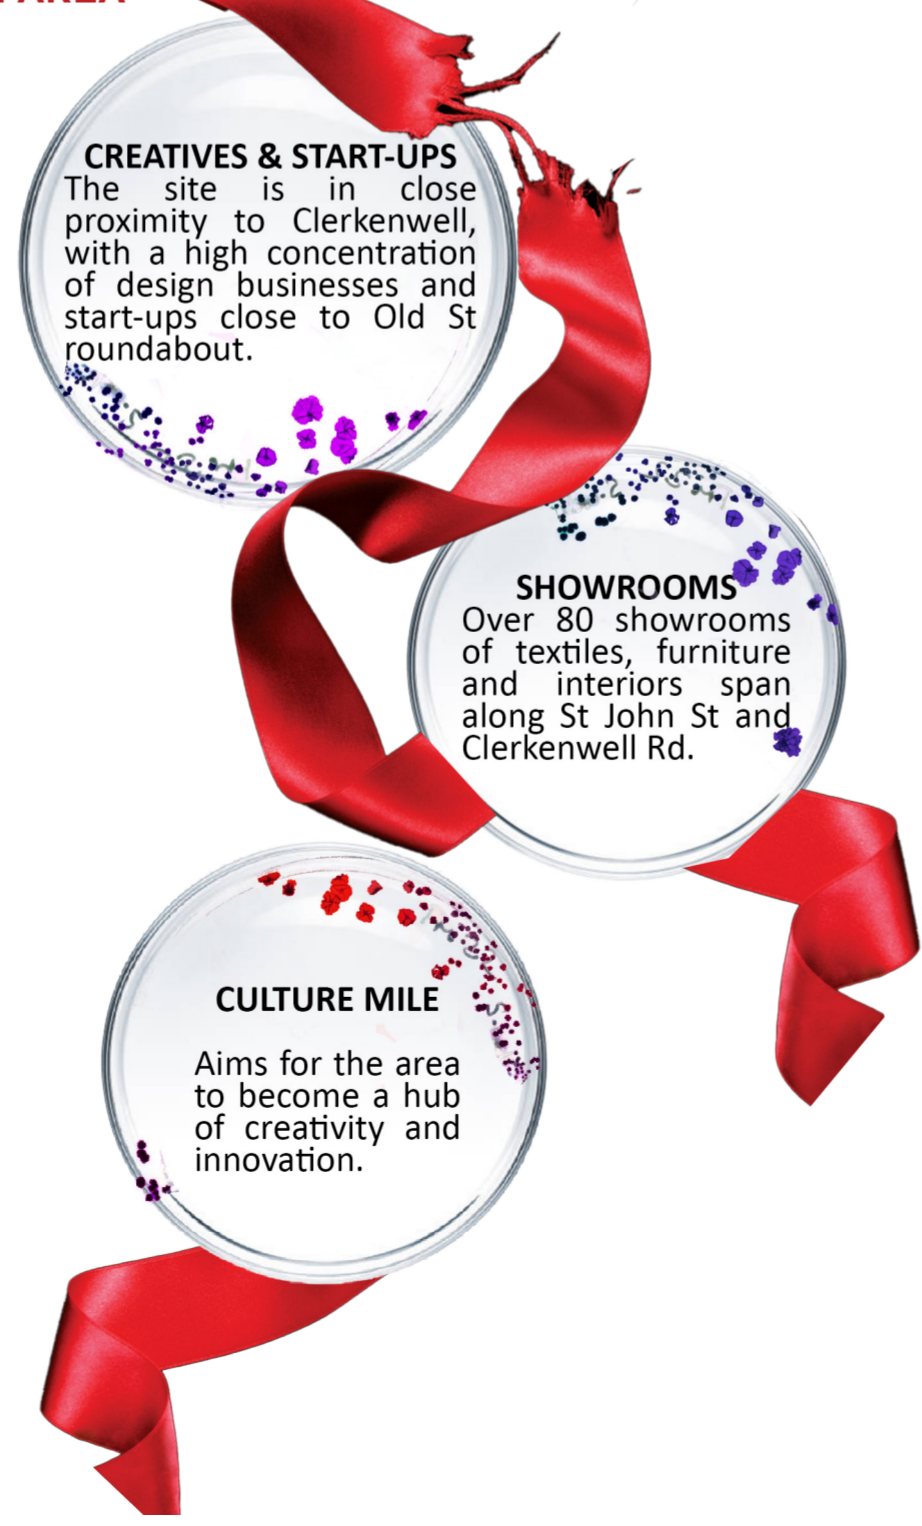 CREATIVES & START-UPS
The site is in close
proximity to Clerkenwell,
with a high concentration
of design businesses and
start-ups close to Old St
roundabout.
SHOWROOMS
Over 80 showrooms
of textiles, furniture
and interiors span
along St John St and
Clerkenwell Rd.
CULTURE MILE
Aims for the area
to become a hub
of creativity and
innovation.